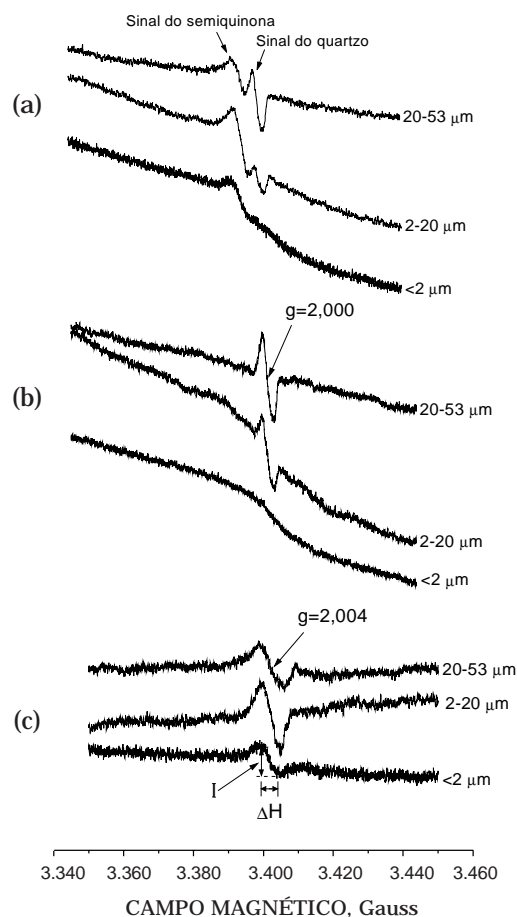 Sinal do semiquinona
Sinal do quartzo
(a)
20-53 μm
2-20 μm
<2 μm
g=2,000
(b)
20-53 μm
2-20 μm
<2 μm
g=2,004
20-53 μm
2-20 μm
(c)
<2 μm
I
ΔH
3.340 3.360 3.380 3.400 3.420 3.440 3.460
CAMPO MAGNÉTICO, Gauss